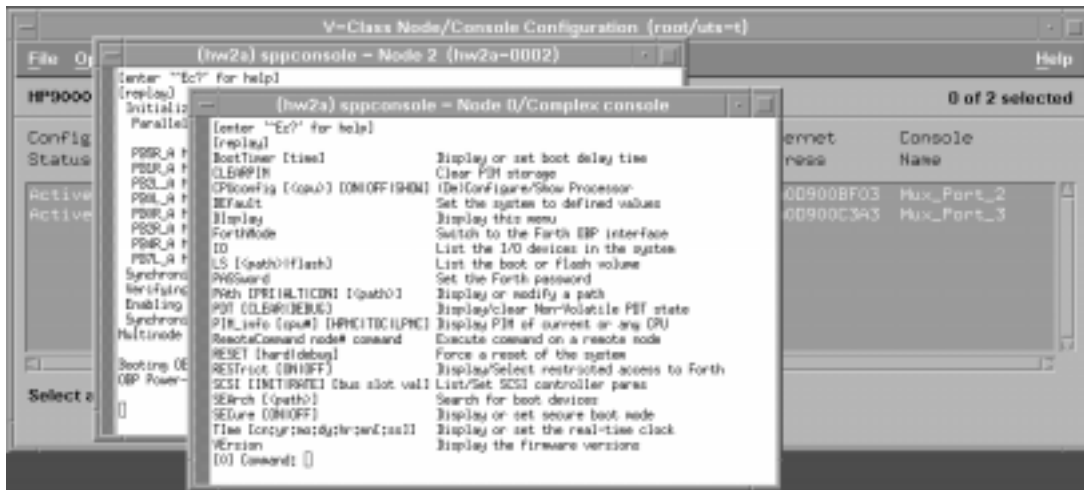 V-Class Node/Console Configuration (root/uts=t)
File
Help
HP9000
0 of 2 selected
Config
Status
ernet
ress
Console
Name
Active
0D900BF03 Mux_Port_2
Active
0D900C3A3 Mux_Port_3
Select a
(hw2a) sppconsole - Node 2 (hw2a-0002)
[enter "^Ec?" for help]
[replay]
Initializ
Parallel
Synchroni
Verifying
Enabling
Synchroni
Multinode
Booting OB
OBP Power-
(hw2a) sppconsole - Node 0/Complex console
[enter "^Ec?" for help]
[replay]
BootTimer [time] Display or set boot delay time
CLEARPIM Clear PIM storage
CPUconfig [<cpu>] [ON|OFF|SHOW] (De)Configure/Show Processor
DEFault Set the system to defined values
DIsplay Display this menu
ForthMode Switch to the Forth OBP interface
IO List the I/O devices in the system
LS [<path>|flash] List the boot or flash volume
PASSword Set the Forth password
PAth [PRI|ALT|CON] [<path>] Display or modify a path
PDT [CLEAR|DEBUG] Display/clear Non-Volatile PDT state
PIM_info [cpu#] [HPMC|TOC|LPMC] Display PIM of current or any CPU
RemoteCommand node# command Execute command on a remote node
RESET [hard|debug] Force a reset of the system
RESTrict [ON|OFF] Display/Select restricted access to Forth
SCSI [INIT|RATE] [bus slot val] List/Set SCSI controller parms
SEArch [<path>] Search for boot devices
SECure [ON|OFF] Display or set secure boot mode
TIme [cn:yr:mo:dy:hr:mn[:ss]] Display or set the real-time clock
VErsion Display the firmware versions
[0] Command: